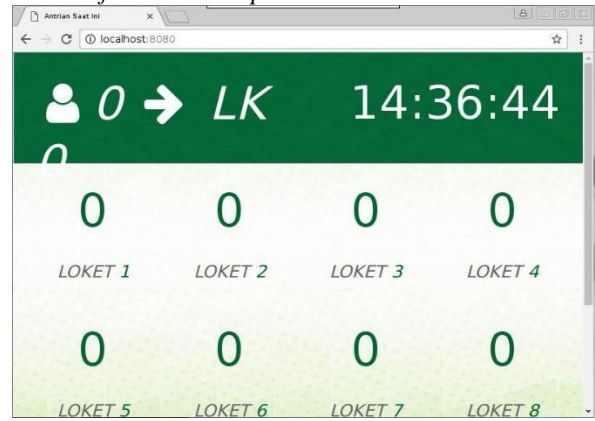 Antrian Saat Ini
localhost:8080
0 LK 14:36:44
0
0 0 0 0
LOKET 1 LOKET 2 LOKET 3 LOKET 4
0 0 0 0
LOKET 5 LOKET 6 LOKET 7 LOKET 8